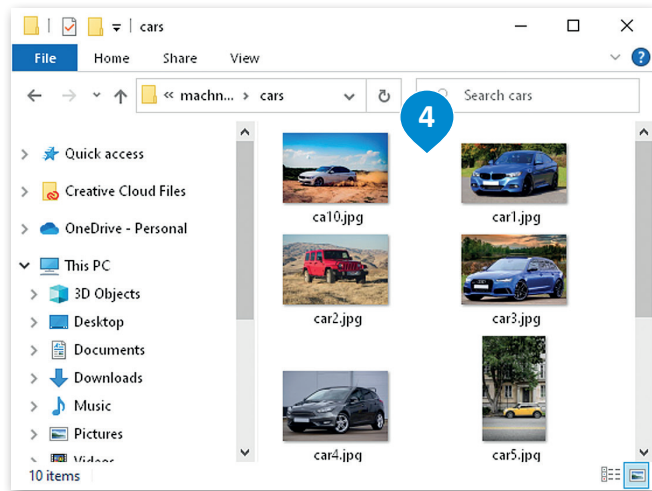 cars
File Home Share View
« machn... › cars Search cars
4
Quick access
Creative Cloud Files
OneDrive - Personal
This PC
3D Objects
Desktop
Documents
Downloads
Music
Pictures
Videos
ca10.jpg car1.jpg
car2.jpg car3.jpg
car4.jpg car5.jpg
10 items